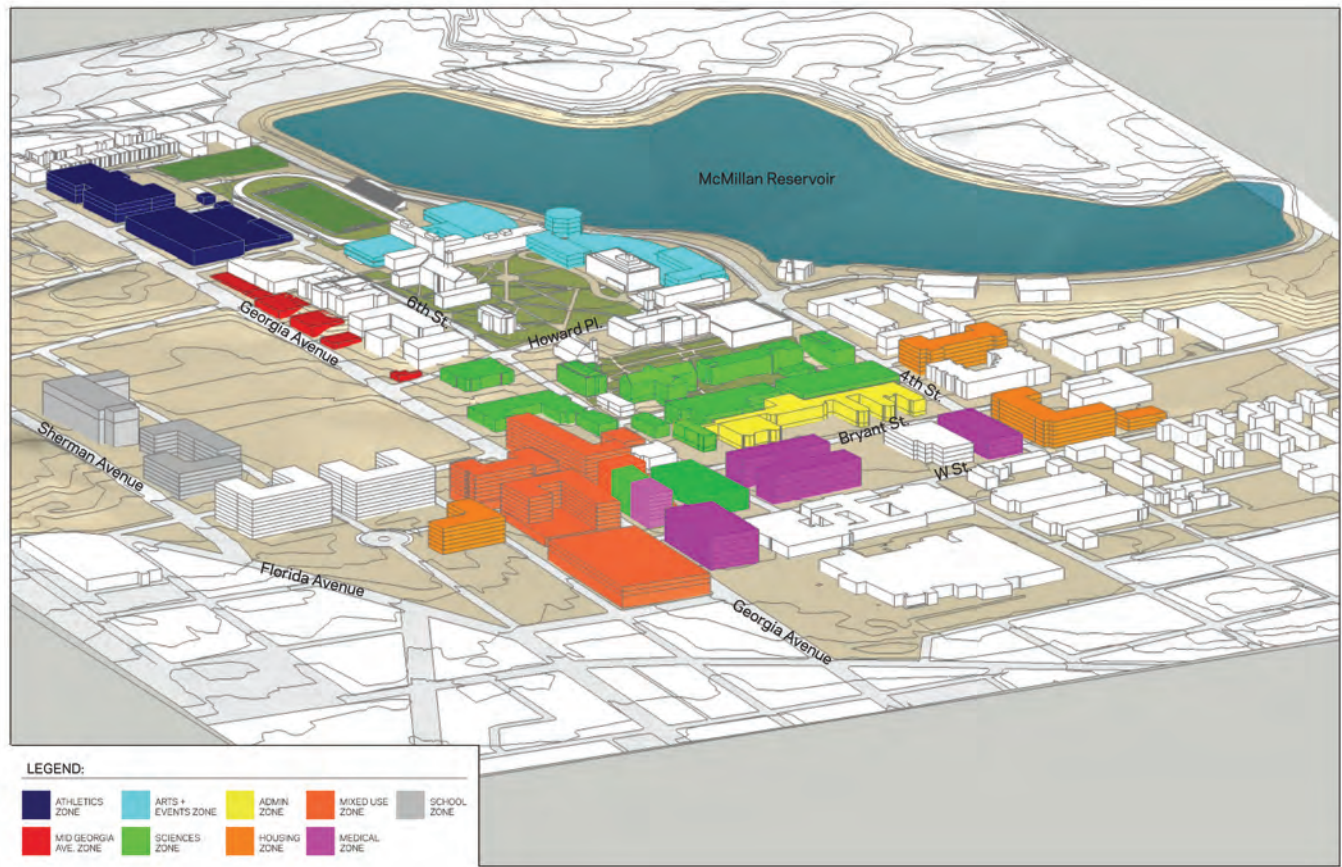 McMillan Reservoir
6th St.
Howard Pl.
Georgia Avenue
4th St.
Bryant St.
Sherman Avenue
W St.
Florida Avenue
Georgia Avenue
LEGEND:
ATHLETICS
ZONE
ARTS +
EVENTS ZONE
ADMIN
ZONE
MIXED USE
ZONE
SCHOOL
ZONE
MID GEORGIA
AVE. ZONE
SCIENCES
ZONE
HOUSING
ZONE
MEDICAL
ZONE